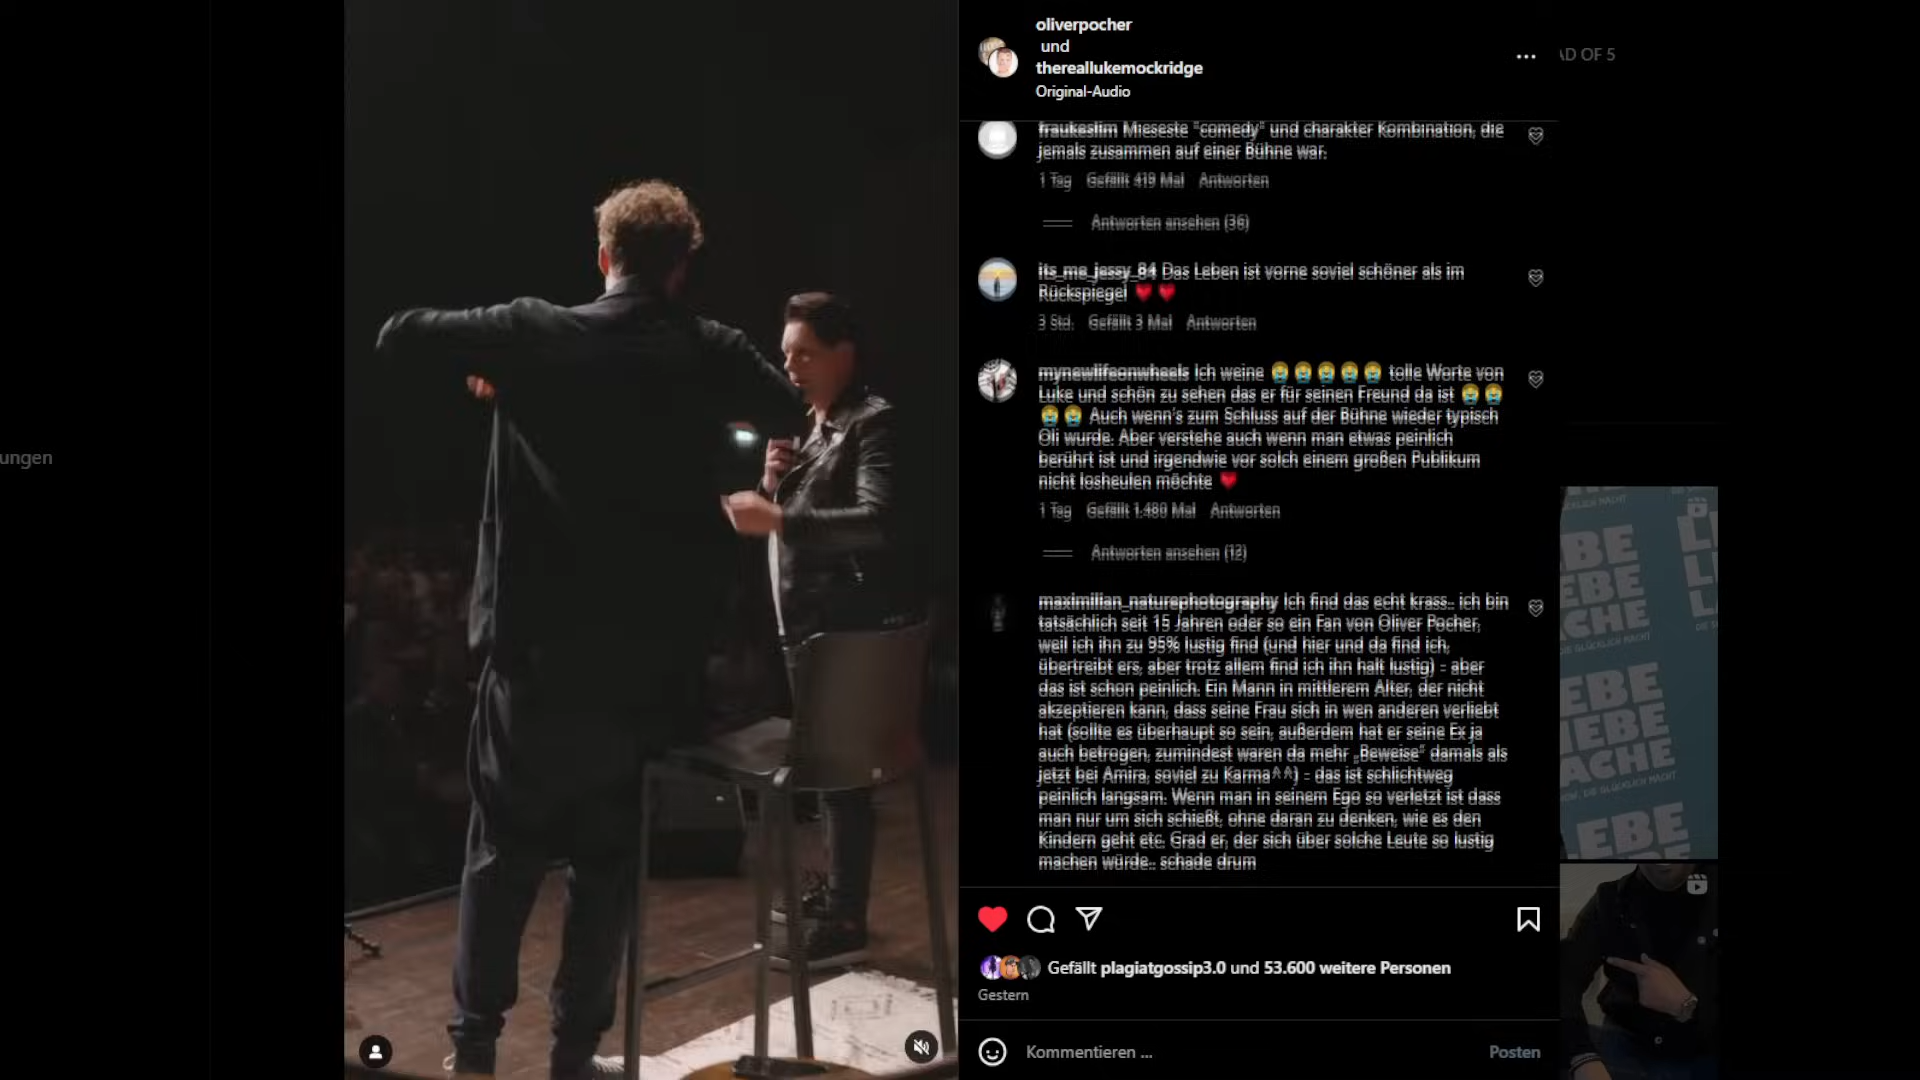 oliverpocher
und
thereallukemockridge
Original-Audio
AD OF 5
fraukeslim Mieseste "comedy" und charakter Kombination, die
jemals zusammen auf einer Bühne war.
1 Tag Gefällt 419 Mal Antworten
Antworten ansehen (36)
its_me_jessy_84 Das Leben ist vorne soviel schöner als im
Rückspiegel ❤️ ❤️
3 Std. Gefällt 3 Mal Antworten
mynewlifeonwheels Ich weine 😭😭😭😭😭 tolle Worte von
Luke und schön zu sehen das er für seinen Freund da ist 😭😭
😭😭 Auch wenn's zum Schluss auf der Bühne wieder typisch
Oli wurde. Aber verstehe auch wenn man etwas peinlich
berührt ist und irgendwie vor solch einem großen Publikum
nicht losheulen möchte ❤️
1 Tag Gefällt 1.480 Mal Antworten
Antworten ansehen (12)
maximilian_naturephotography Ich find das echt krass.. ich bin
tatsächlich seit 15 Jahren oder so ein Fan von Oliver Pocher,
weil ich ihn zu 95% lustig find (und hier und da find ich,
übertreibt ers, aber trotz allem find ich ihn halt lustig) - aber
das ist schon peinlich. Ein Mann in mittlerem Alter, der nicht
akzeptieren kann, dass seine Frau sich in wen anderen verliebt
hat (sollte es überhaupt so sein, außerdem hat er seine Ex ja
auch betrogen, zumindest waren da mehr „Beweise" damals als
jetzt bei Amira, soviel zu Karma^^) - das ist schlichtweg
peinlich langsam. Wenn man in seinem Ego so verletzt ist dass
man nur um sich schießt, ohne daran zu denken, wie es den
Kindern geht etc. Grad er, der sich über solche Leute so lustig
machen würde.. schade drum
Gefällt plagiatgossip3.0 und 53.600 weitere Personen
Gestern
Kommentieren ...
Posten
ungen
EBE
IEBE
ACHE
DIE GLÜCKLICH MACHT